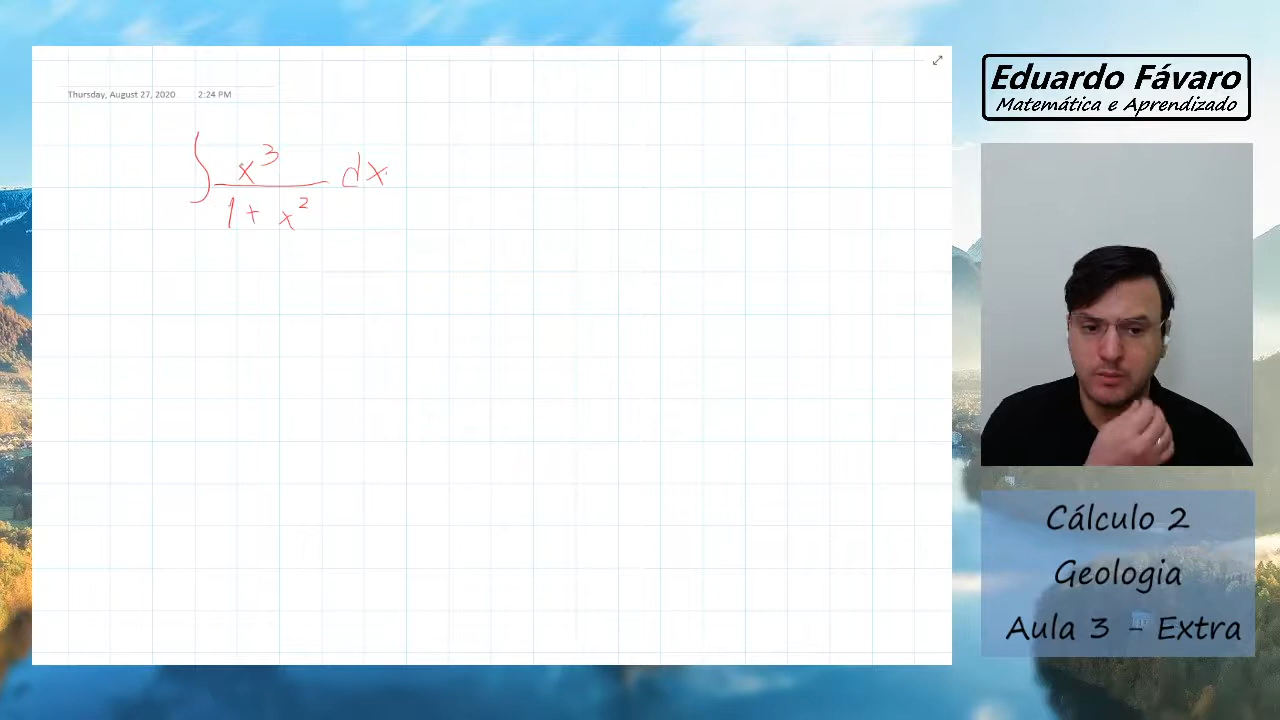 Thursday, August 27, 2020 2:24 PM
∫ x³/(1 + x²) dx
Eduardo Fávaro
Matemática e Aprendizado
Cálculo 2
Geologia
Aula 3 - Extra